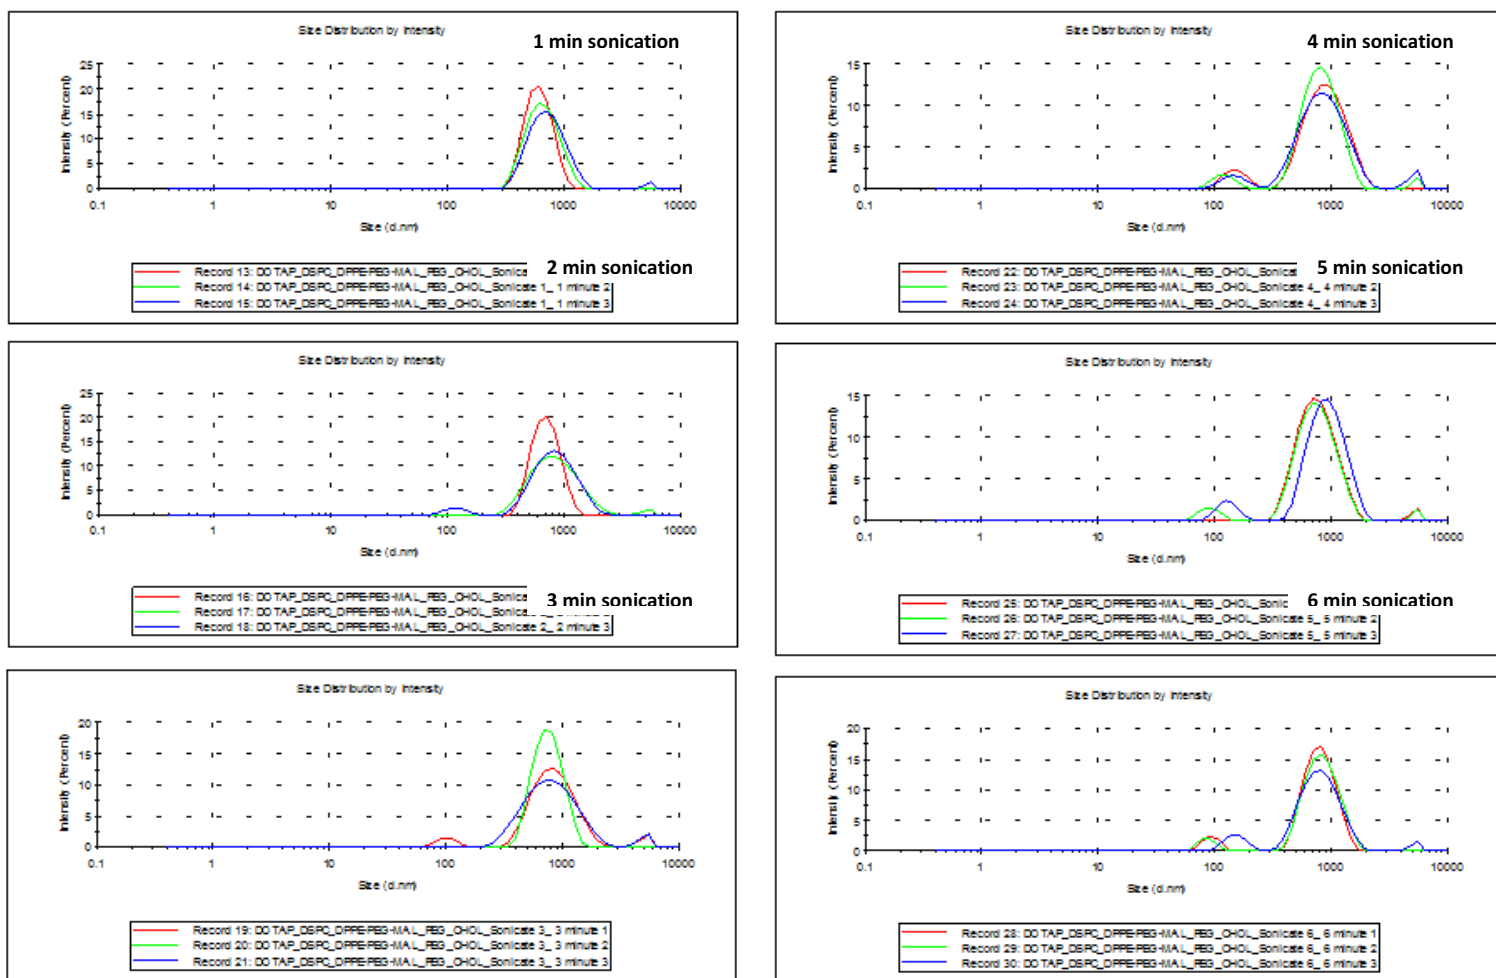 Size Distribution by Intensity
1 min sonication
Intensity (Percent)
25
20
15
10
5
0
0.1 1 10 100 1000 10000
Size (d.nm)
2 min sonication
Record 13: DOTAP_DSPC_DPPE-PEG-MAL_PEG_CHOL_Sonica
Record 14: DOTAP_DSPC_DPPE-PEG-MAL_PEG_CHOL_Sonicate 1_ 1 minute 2
Record 15: DOTAP_DSPC_DPPE-PEG-MAL_PEG_CHOL_Sonicate 1_ 1 minute 3
Size Distribution by Intensity
Intensity (Percent)
25
20
15
10
5
0
0.1 1 10 100 1000 10000
Size (d.nm)
3 min sonication
Record 16: DOTAP_DSPC_DPPE-PEG-MAL_PEG_CHOL_Sonica
Record 17: DOTAP_DSPC_DPPE-PEG-MAL_PEG_CHOL_Sonicate 2_ 2 minute 2
Record 18: DOTAP_DSPC_DPPE-PEG-MAL_PEG_CHOL_Sonicate 2_ 2 minute 3
Size Distribution by Intensity
Intensity (Percent)
20
15
10
5
0
0.1 1 10 100 1000 10000
Size (d.nm)
Record 19: DOTAP_DSPC_DPPE-PEG-MAL_PEG_CHOL_Sonicate 3_ 3 minute 1
Record 20: DOTAP_DSPC_DPPE-PEG-MAL_PEG_CHOL_Sonicate 3_ 3 minute 2
Record 21: DOTAP_DSPC_DPPE-PEG-MAL_PEG_CHOL_Sonicate 3_ 3 minute 3
Size Distribution by Intensity
4 min sonication
Intensity (Percent)
15
10
5
0
0.1 1 10 100 1000 10000
Size (d.nm)
5 min sonication
Record 22: DOTAP_DSPC_DPPE-PEG-MAL_PEG_CHOL_Sonicat
Record 23: DOTAP_DSPC_DPPE-PEG-MAL_PEG_CHOL_Sonicate 4_ 4 minute 2
Record 24: DOTAP_DSPC_DPPE-PEG-MAL_PEG_CHOL_Sonicate 4_ 4 minute 3
Size Distribution by Intensity
Intensity (Percent)
15
10
5
0
0.1 1 10 100 1000 10000
Size (d.nm)
6 min sonication
Record 25: DOTAP_DSPC_DPPE-PEG-MAL_PEG_CHOL_Sonic
Record 26: DOTAP_DSPC_DPPE-PEG-MAL_PEG_CHOL_Sonicate 5_ 5 minute 2
Record 27: DOTAP_DSPC_DPPE-PEG-MAL_PEG_CHOL_Sonicate 5_ 5 minute 3
Size Distribution by Intensity
Intensity (Percent)
20
15
10
5
0
0.1 1 10 100 1000 10000
Size (d.nm)
Record 28: DOTAP_DSPC_DPPE-PEG-MAL_PEG_CHOL_Sonicate 6_ 6 minute 1
Record 29: DOTAP_DSPC_DPPE-PEG-MAL_PEG_CHOL_Sonicate 6_ 6 minute 2
Record 30: DOTAP_DSPC_DPPE-PEG-MAL_PEG_CHOL_Sonicate 6_ 6 minute 3